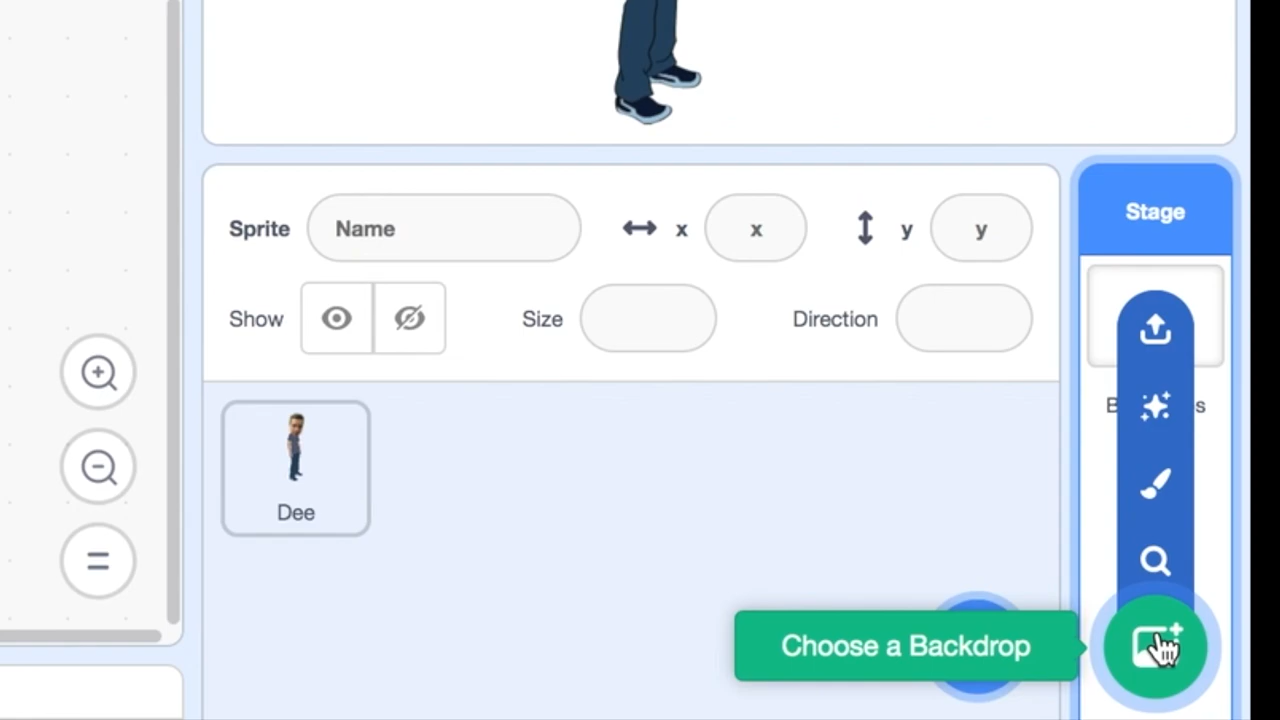 Stage
Sprite Name x x y y
Show Size Direction
Dee
Choose a Backdrop